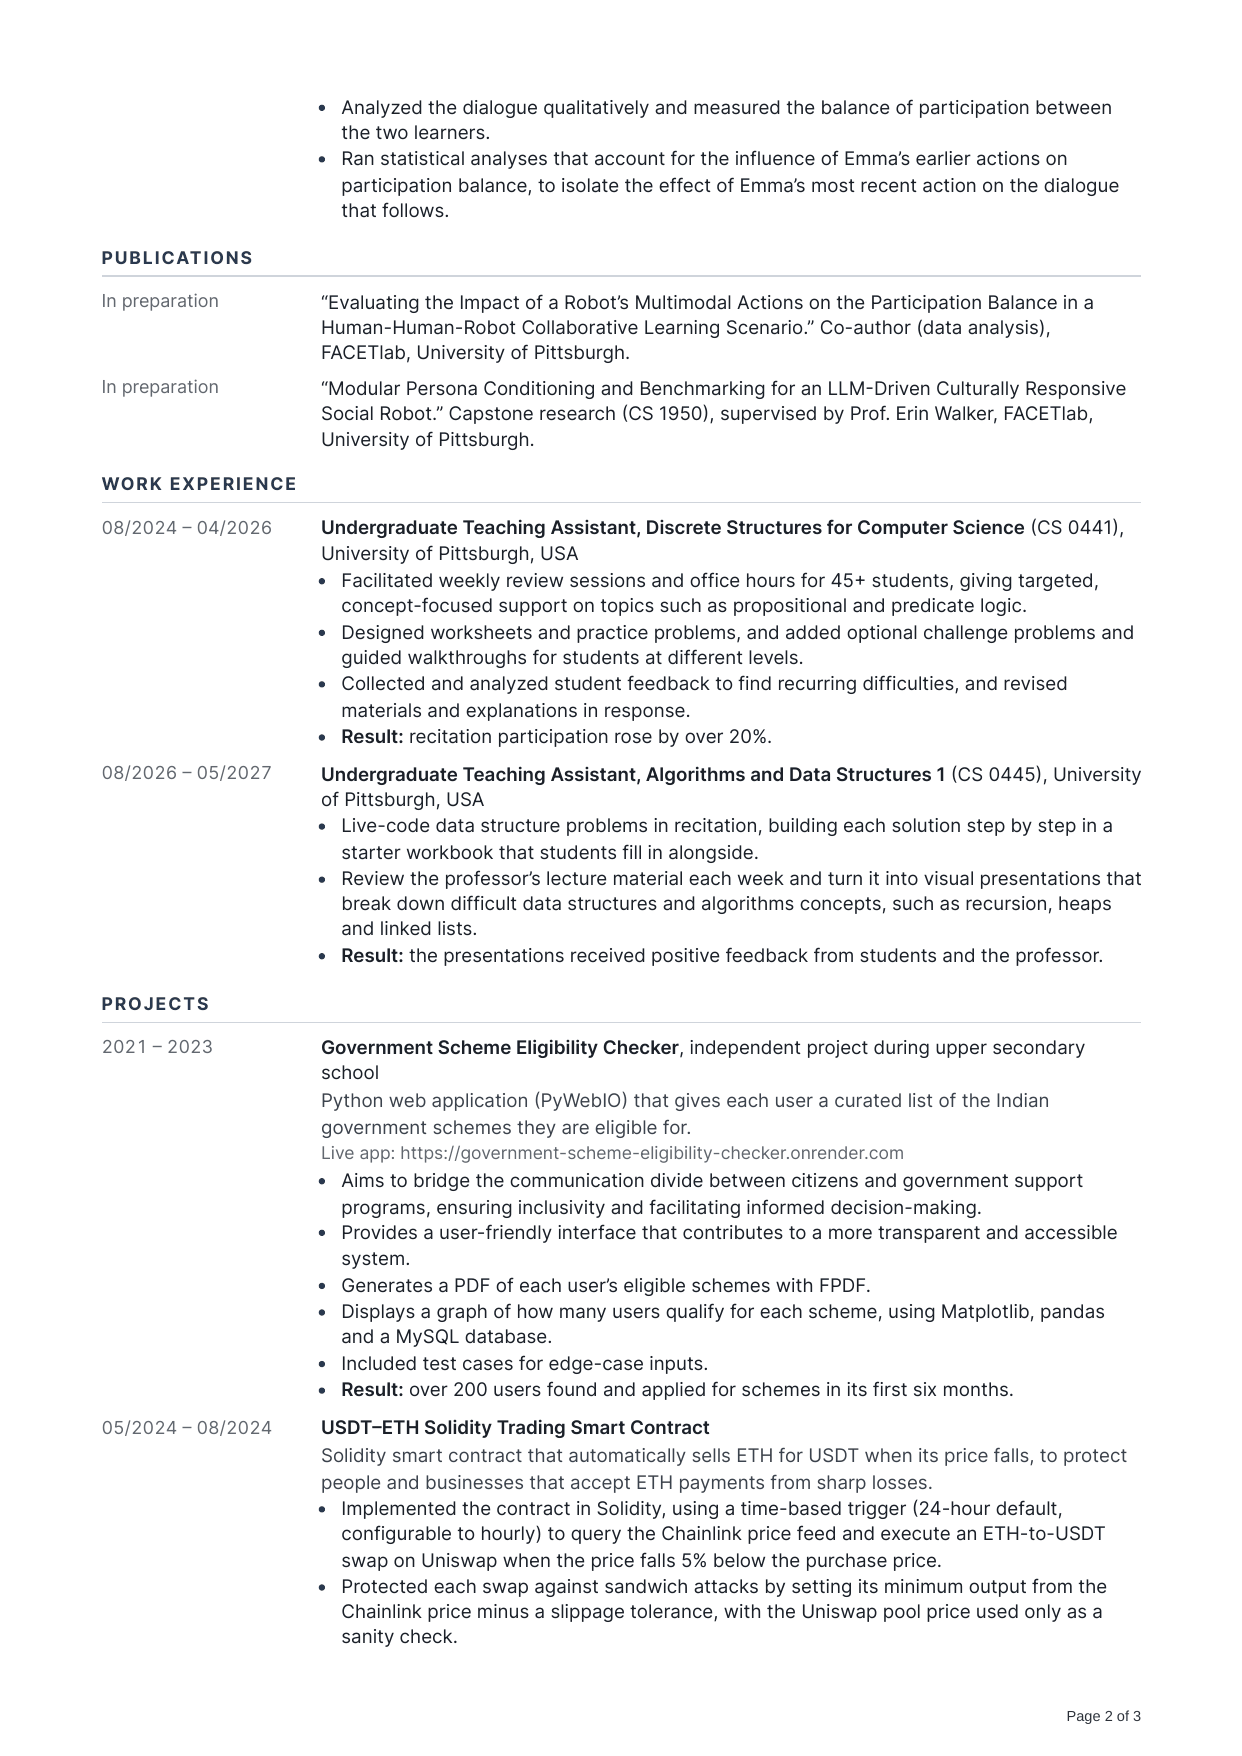 • Analyzed the dialogue qualitatively and measured the balance of participation between
the two learners.
• Ran statistical analyses that account for the influence of Emma’s earlier actions on
participation balance, to isolate the effect of Emma’s most recent action on the dialogue
that follows.
PUBLICATIONS
In preparation
“Evaluating the Impact of a Robot’s Multimodal Actions on the Participation Balance in a
Human-Human-Robot Collaborative Learning Scenario.” Co-author (data analysis),
FACETlab, University of Pittsburgh.
In preparation
“Modular Persona Conditioning and Benchmarking for an LLM-Driven Culturally Responsive
Social Robot.” Capstone research (CS 1950), supervised by Prof. Erin Walker, FACETlab,
University of Pittsburgh.
WORK EXPERIENCE
08/2024 – 04/2026
Undergraduate Teaching Assistant, Discrete Structures for Computer Science (CS 0441),
University of Pittsburgh, USA
• Facilitated weekly review sessions and office hours for 45+ students, giving targeted,
concept-focused support on topics such as propositional and predicate logic.
• Designed worksheets and practice problems, and added optional challenge problems and
guided walkthroughs for students at different levels.
• Collected and analyzed student feedback to find recurring difficulties, and revised
materials and explanations in response.
• Result: recitation participation rose by over 20%.
08/2026 – 05/2027
Undergraduate Teaching Assistant, Algorithms and Data Structures 1 (CS 0445), University
of Pittsburgh, USA
• Live-code data structure problems in recitation, building each solution step by step in a
starter workbook that students fill in alongside.
• Review the professor’s lecture material each week and turn it into visual presentations that
break down difficult data structures and algorithms concepts, such as recursion, heaps
and linked lists.
• Result: the presentations received positive feedback from students and the professor.
PROJECTS
2021 – 2023
Government Scheme Eligibility Checker, independent project during upper secondary
school
Python web application (PyWebIO) that gives each user a curated list of the Indian
government schemes they are eligible for.
Live app: https://government-scheme-eligibility-checker.onrender.com
• Aims to bridge the communication divide between citizens and government support
programs, ensuring inclusivity and facilitating informed decision-making.
• Provides a user-friendly interface that contributes to a more transparent and accessible
system.
• Generates a PDF of each user’s eligible schemes with FPDF.
• Displays a graph of how many users qualify for each scheme, using Matplotlib, pandas
and a MySQL database.
• Included test cases for edge-case inputs.
• Result: over 200 users found and applied for schemes in its first six months.
05/2024 – 08/2024
USDT–ETH Solidity Trading Smart Contract
Solidity smart contract that automatically sells ETH for USDT when its price falls, to protect
people and businesses that accept ETH payments from sharp losses.
• Implemented the contract in Solidity, using a time-based trigger (24-hour default,
configurable to hourly) to query the Chainlink price feed and execute an ETH-to-USDT
swap on Uniswap when the price falls 5% below the purchase price.
• Protected each swap against sandwich attacks by setting its minimum output from the
Chainlink price minus a slippage tolerance, with the Uniswap pool price used only as a
sanity check.
Page 2 of 3